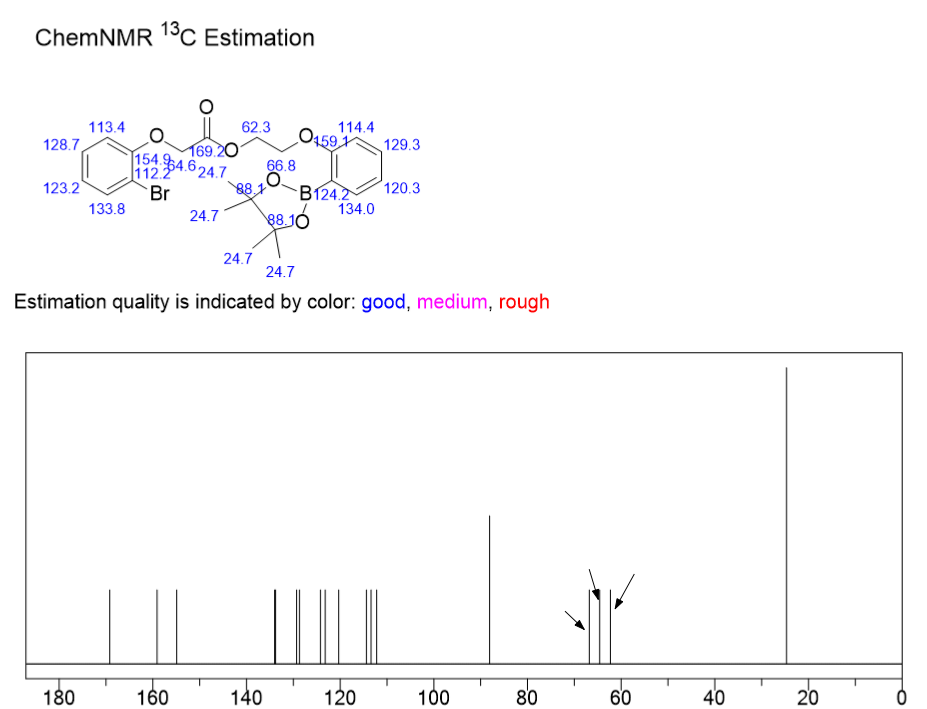 ChemNMR ¹³C Estimation
O
113.4 62.3 114.4
128.7 O O 159.1 129.3
154.9 64.6 169.2 O
112.2 24.7 O 66.8
123.2 Br 88.1 B 124.2 120.3
133.8 24.7 88.1 O 134.0
24.7
24.7
Estimation quality is indicated by color: good, medium, rough
180 160 140 120 100 80 60 40 20 0